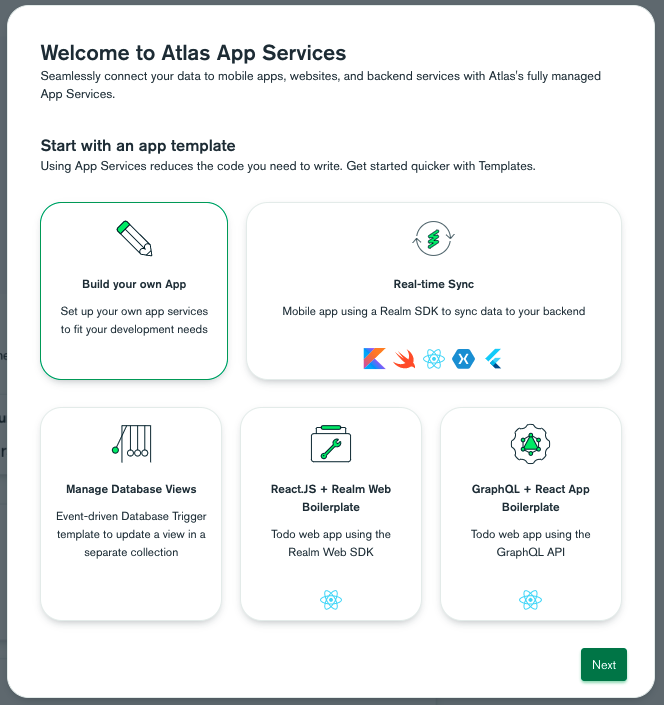 Welcome to Atlas App Services
Seamlessly connect your data to mobile apps, websites, and backend services with Atlas's fully managed
App Services.
Start with an app template
Using App Services reduces the code you need to write. Get started quicker with Templates.
Build your own App
Set up your own app services
to fit your development needs
Real-time Sync
Mobile app using a Realm SDK to sync data to your backend
Manage Database Views
Event-driven Database Trigger
template to update a view in a
separate collection
React.JS + Realm Web
Boilerplate
Todo web app using the
Realm Web SDK
GraphQL + React App
Boilerplate
Todo web app using the
GraphQL API
Next